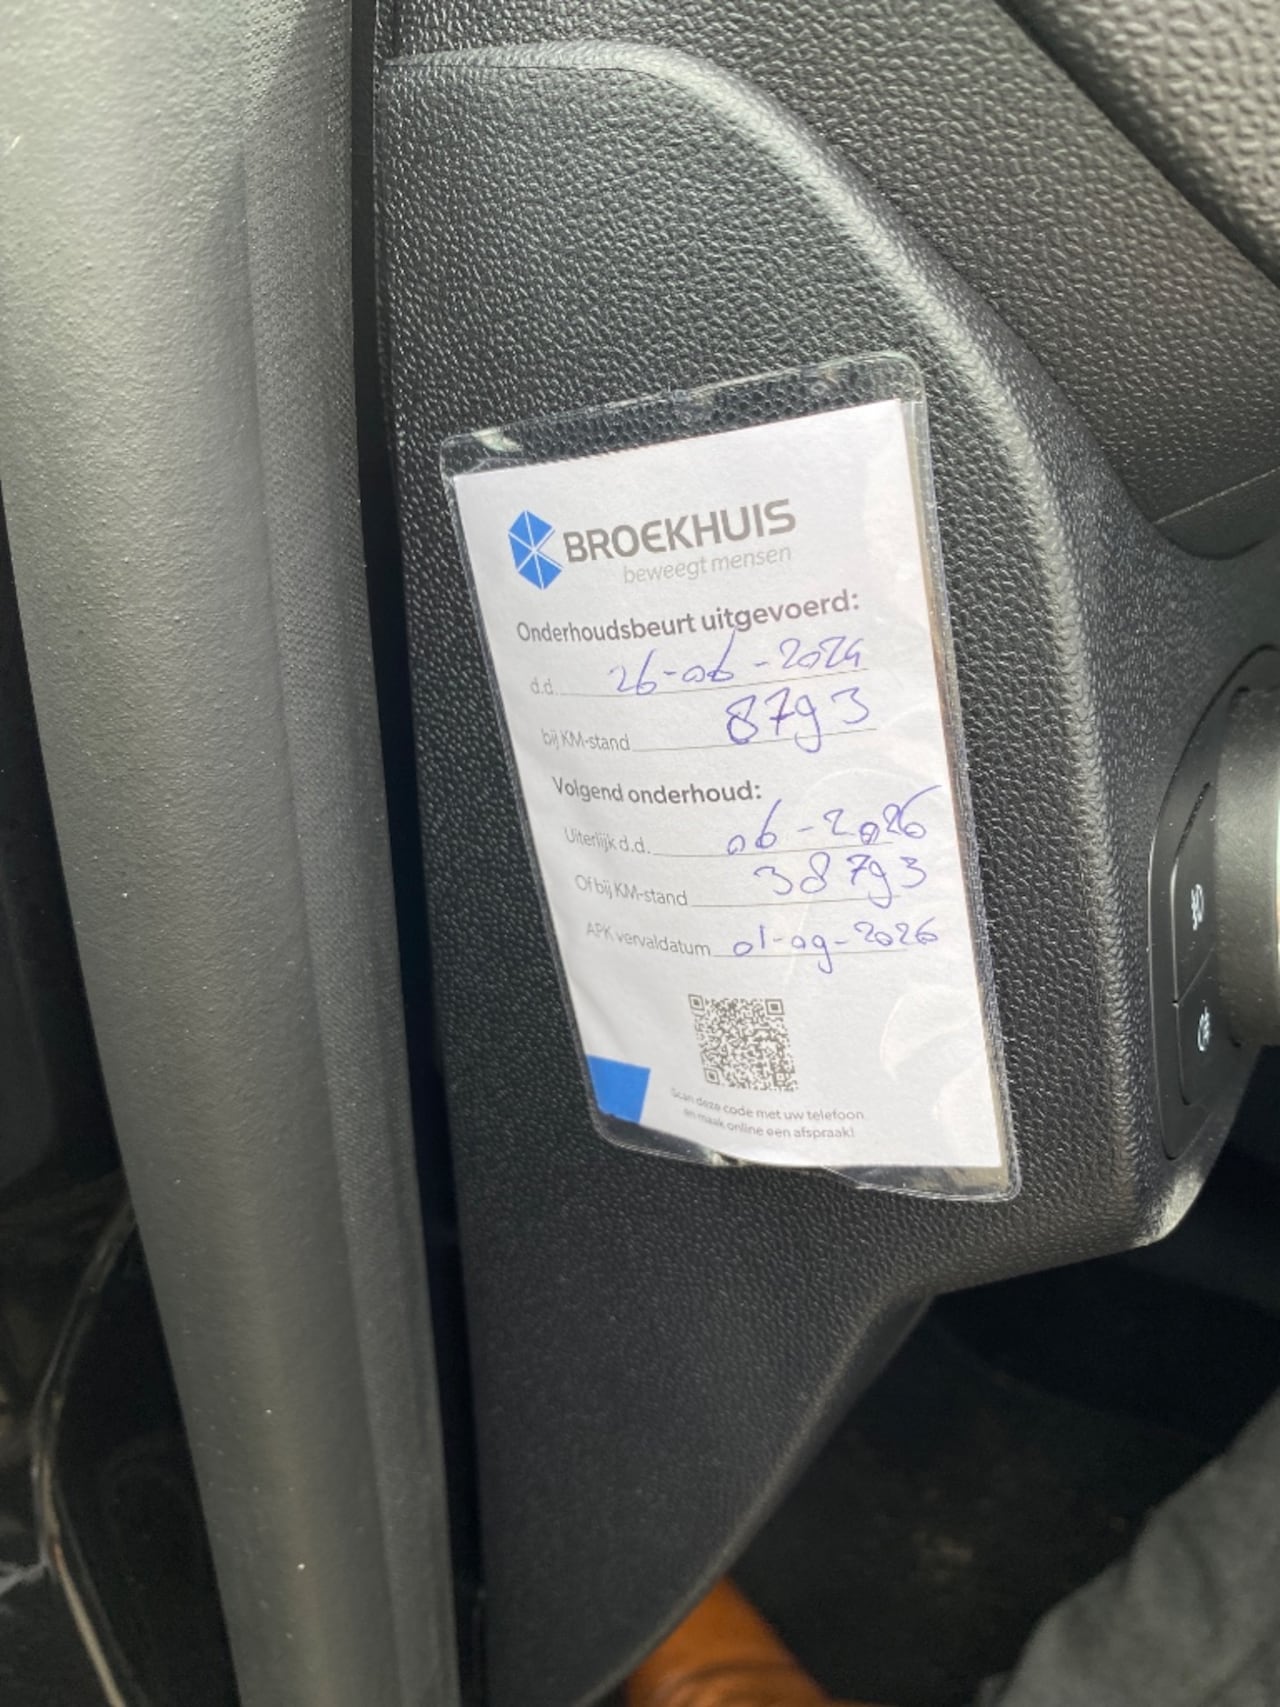 BROEKHUIS
beweegt mensen
Onderhoudsbeurt uitgevoerd:
d.d. 26-06-2024
bij KM-stand 8793
Volgend onderhoud:
Uiterlijk d.d. 06-2026
Of bij KM-stand 38793
APK vervaldatum 01-09-2026
Scan deze code met uw telefoon
en maak online een afspraak!